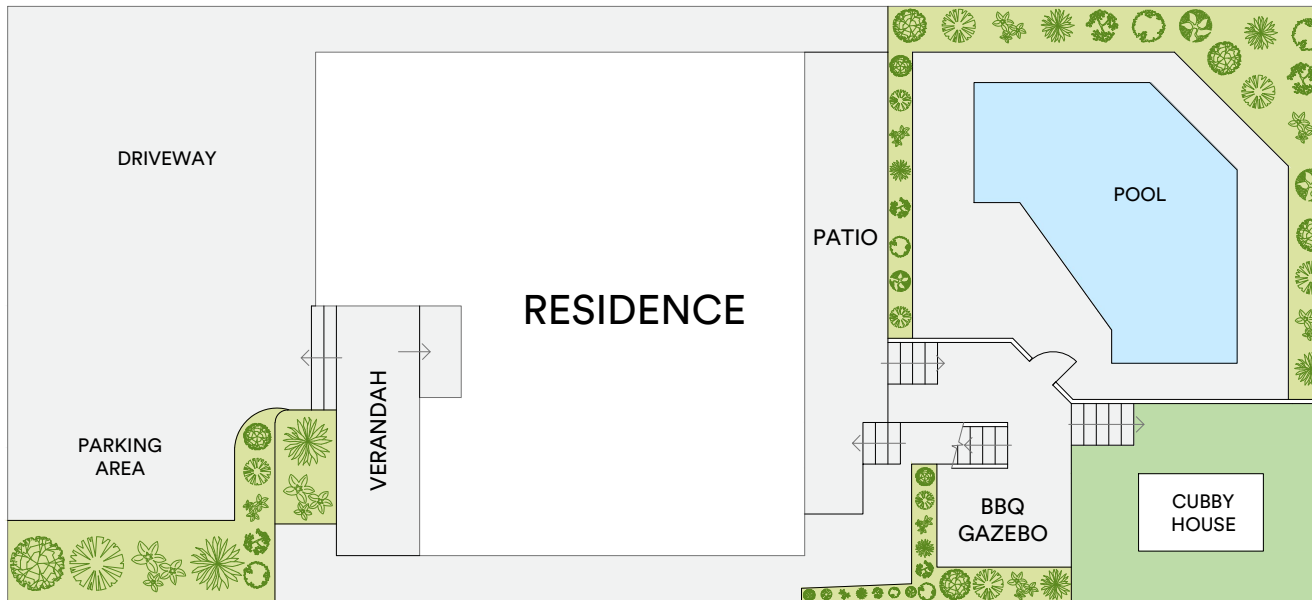 DRIVEWAY
POOL
PATIO
RESIDENCE
VERANDAH
PARKING
AREA
BBQ
GAZEBO
CUBBY
HOUSE